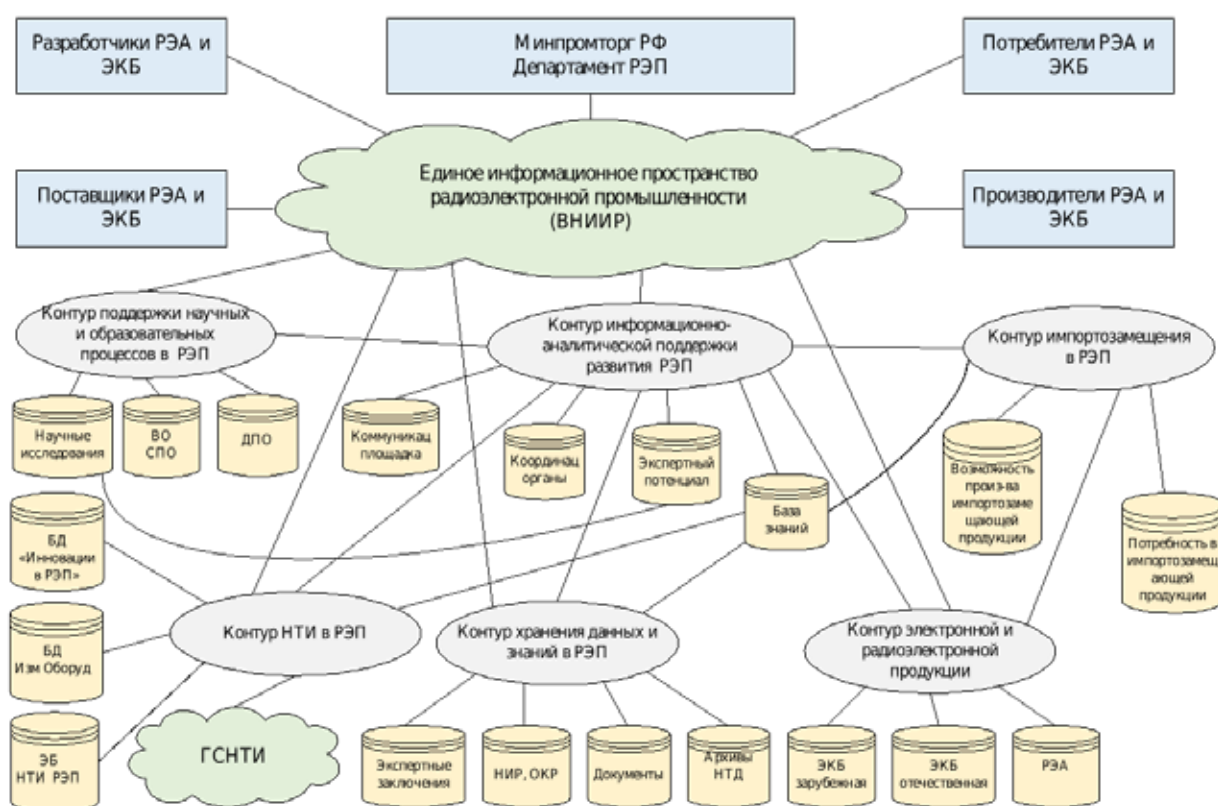 Разработчики РЭА и
ЭКБ
Минпромторг РФ
Департамент РЭП
Потребители РЭА и
ЭКБ
Единое информационное пространство
радиоэлектронной промышленности
(ВНИИР)
Поставщики РЭА и
ЭКБ
Производители РЭА и
ЭКБ
Контур поддержки научных
и образовательных
процессов в РЭП
Контур информационно-
аналитической поддержки
развития РЭП
Контур импортозамещения
в РЭП
Научные
исследования
ВО
СПО
ДПО
Коммуникац
площадка
Координац
органы
Экспертный
потенциал
База
знаний
Возможность
произ-ва
импортозаме
щающей
продукции
Потребность в
импортозамещ
ающей
продукции
БД
«Инновации
в РЭП»
БД
Изм Оборуд
ЭБ
НТИ РЭП
Контур НТИ в РЭП
Контур хранения данных и
знаний в РЭП
Контур электронной и
радиоэлектронной
продукции
ГСНТИ
Экспертные
заключения
НИР, ОКР
Документы
Архивы
НТД
ЭКБ
зарубежная
ЭКБ
отечественная
РЭА